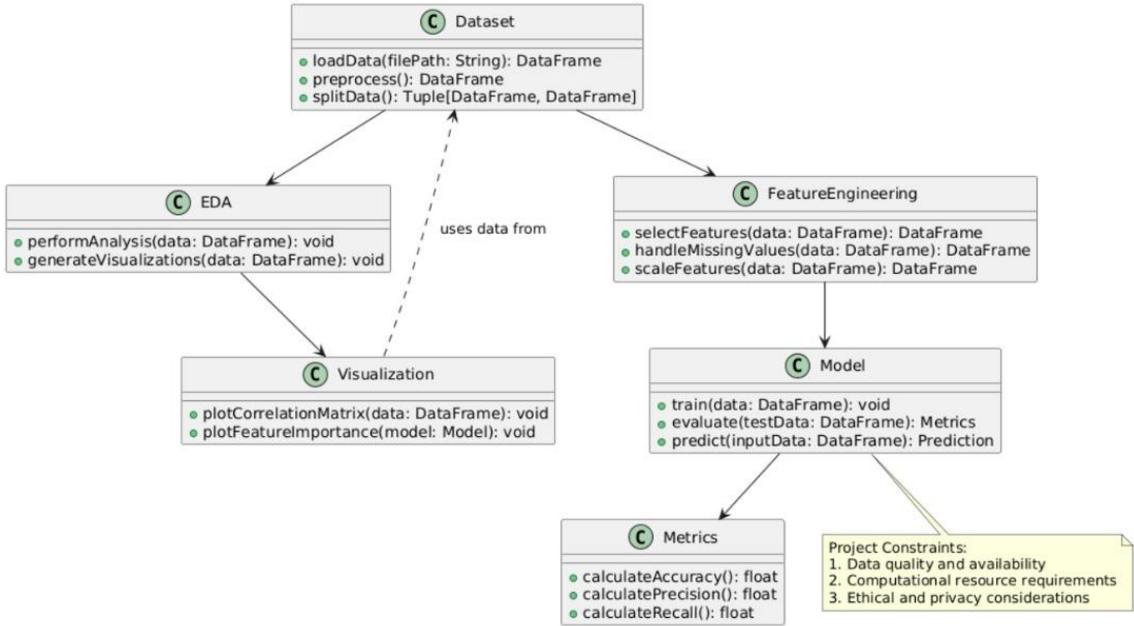 C Dataset
loadData(filePath: String): DataFrame
preprocess(): DataFrame
splitData(): Tuple[DataFrame, DataFrame]
C EDA
performAnalysis(data: DataFrame): void
generateVisualizations(data: DataFrame): void
uses data from
C FeatureEngineering
selectFeatures(data: DataFrame): DataFrame
handleMissingValues(data: DataFrame): DataFrame
scaleFeatures(data: DataFrame): DataFrame
C Visualization
plotCorrelationMatrix(data: DataFrame): void
plotFeatureImportance(model: Model): void
C Model
train(data: DataFrame): void
evaluate(testData: DataFrame): Metrics
predict(inputData: DataFrame): Prediction
C Metrics
calculateAccuracy(): float
calculatePrecision(): float
calculateRecall(): float
Project Constraints:
1. Data quality and availability
2. Computational resource requirements
3. Ethical and privacy considerations